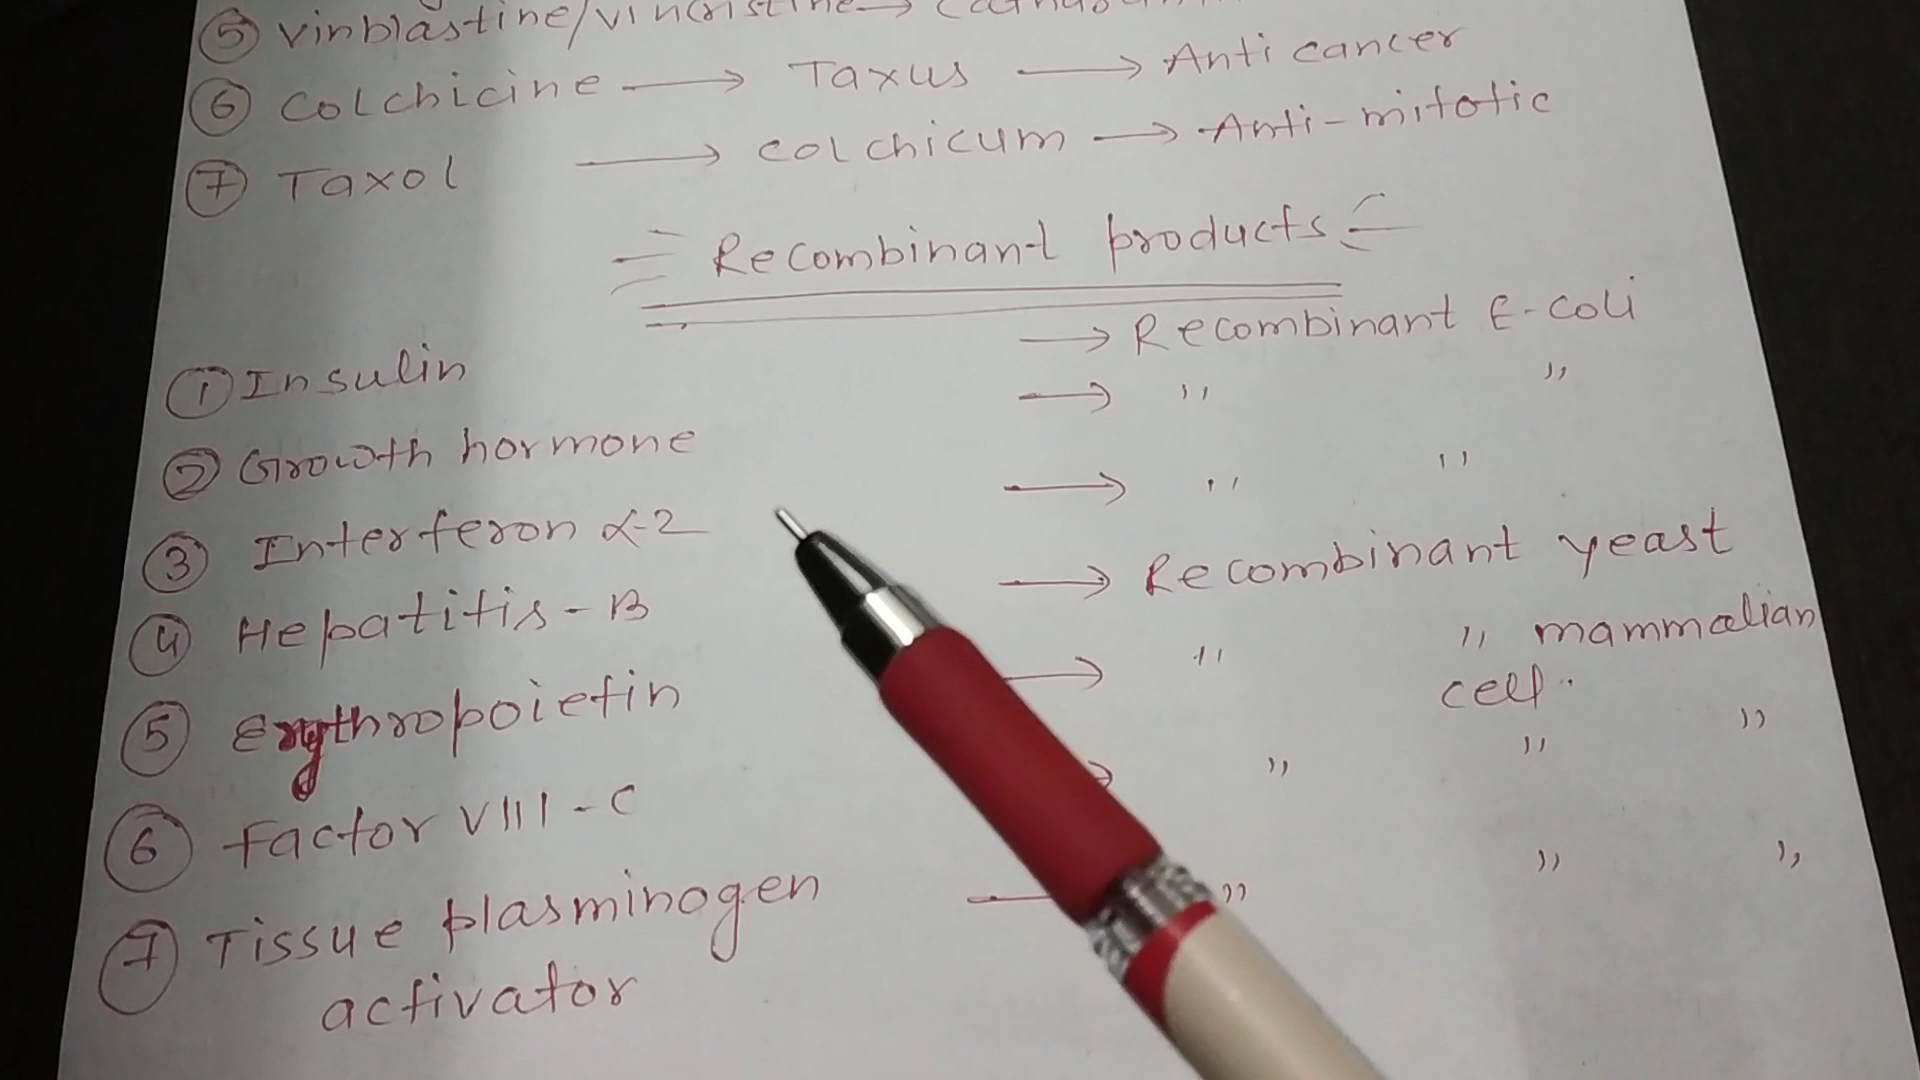 ⑤ Vinblastine/Vincristine →
⑥ Colchicine → Taxus → Anti cancer
⑦ Taxol → Colchicum → Anti-mitotic
Recombinant products
① Insulin → Recombinant E-coli
② Growth hormone → " "
③ Interferon α-2 → " "
④ Hepatitis-B → Recombinant yeast
⑤ Erythropoietin → " " mammalian cell.
⑥ Factor VIII-C → " " "
⑦ Tissue plasminogen → " " "
activator